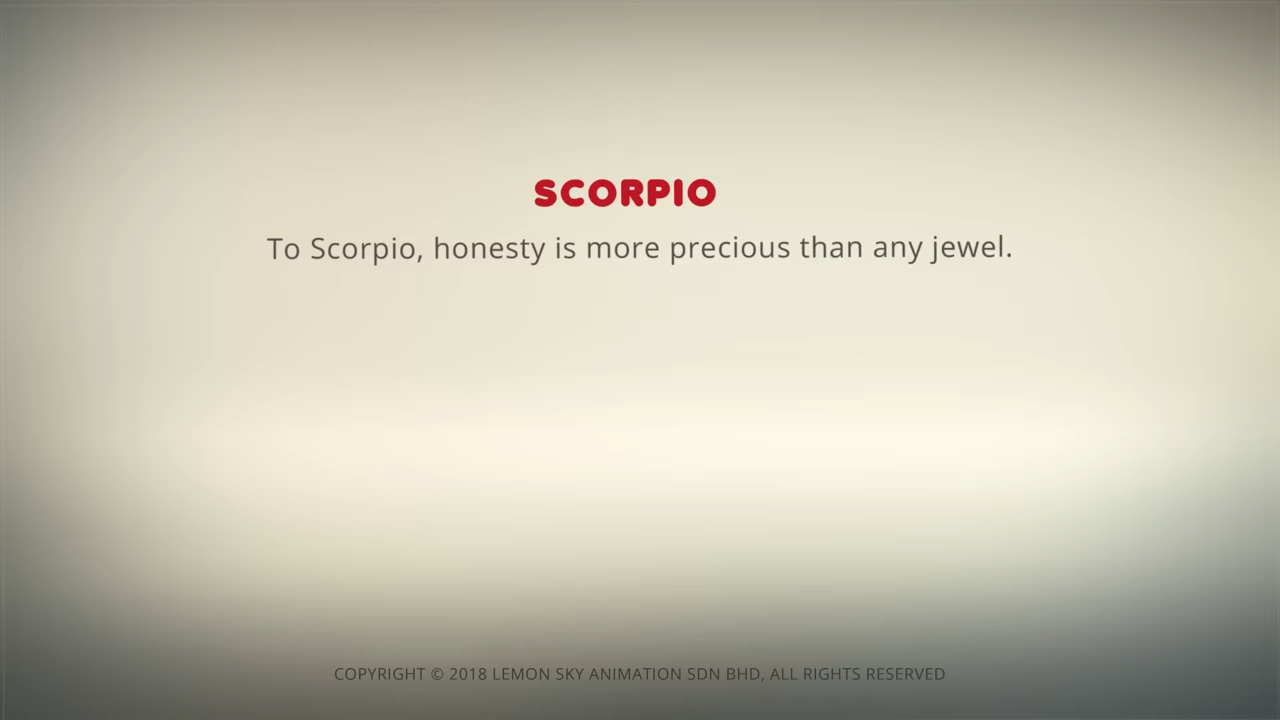 SCORPIO
To Scorpio, honesty is more precious than any jewel.
COPYRIGHT © 2018 LEMON SKY ANIMATION SDN BHD, ALL RIGHTS RESERVED